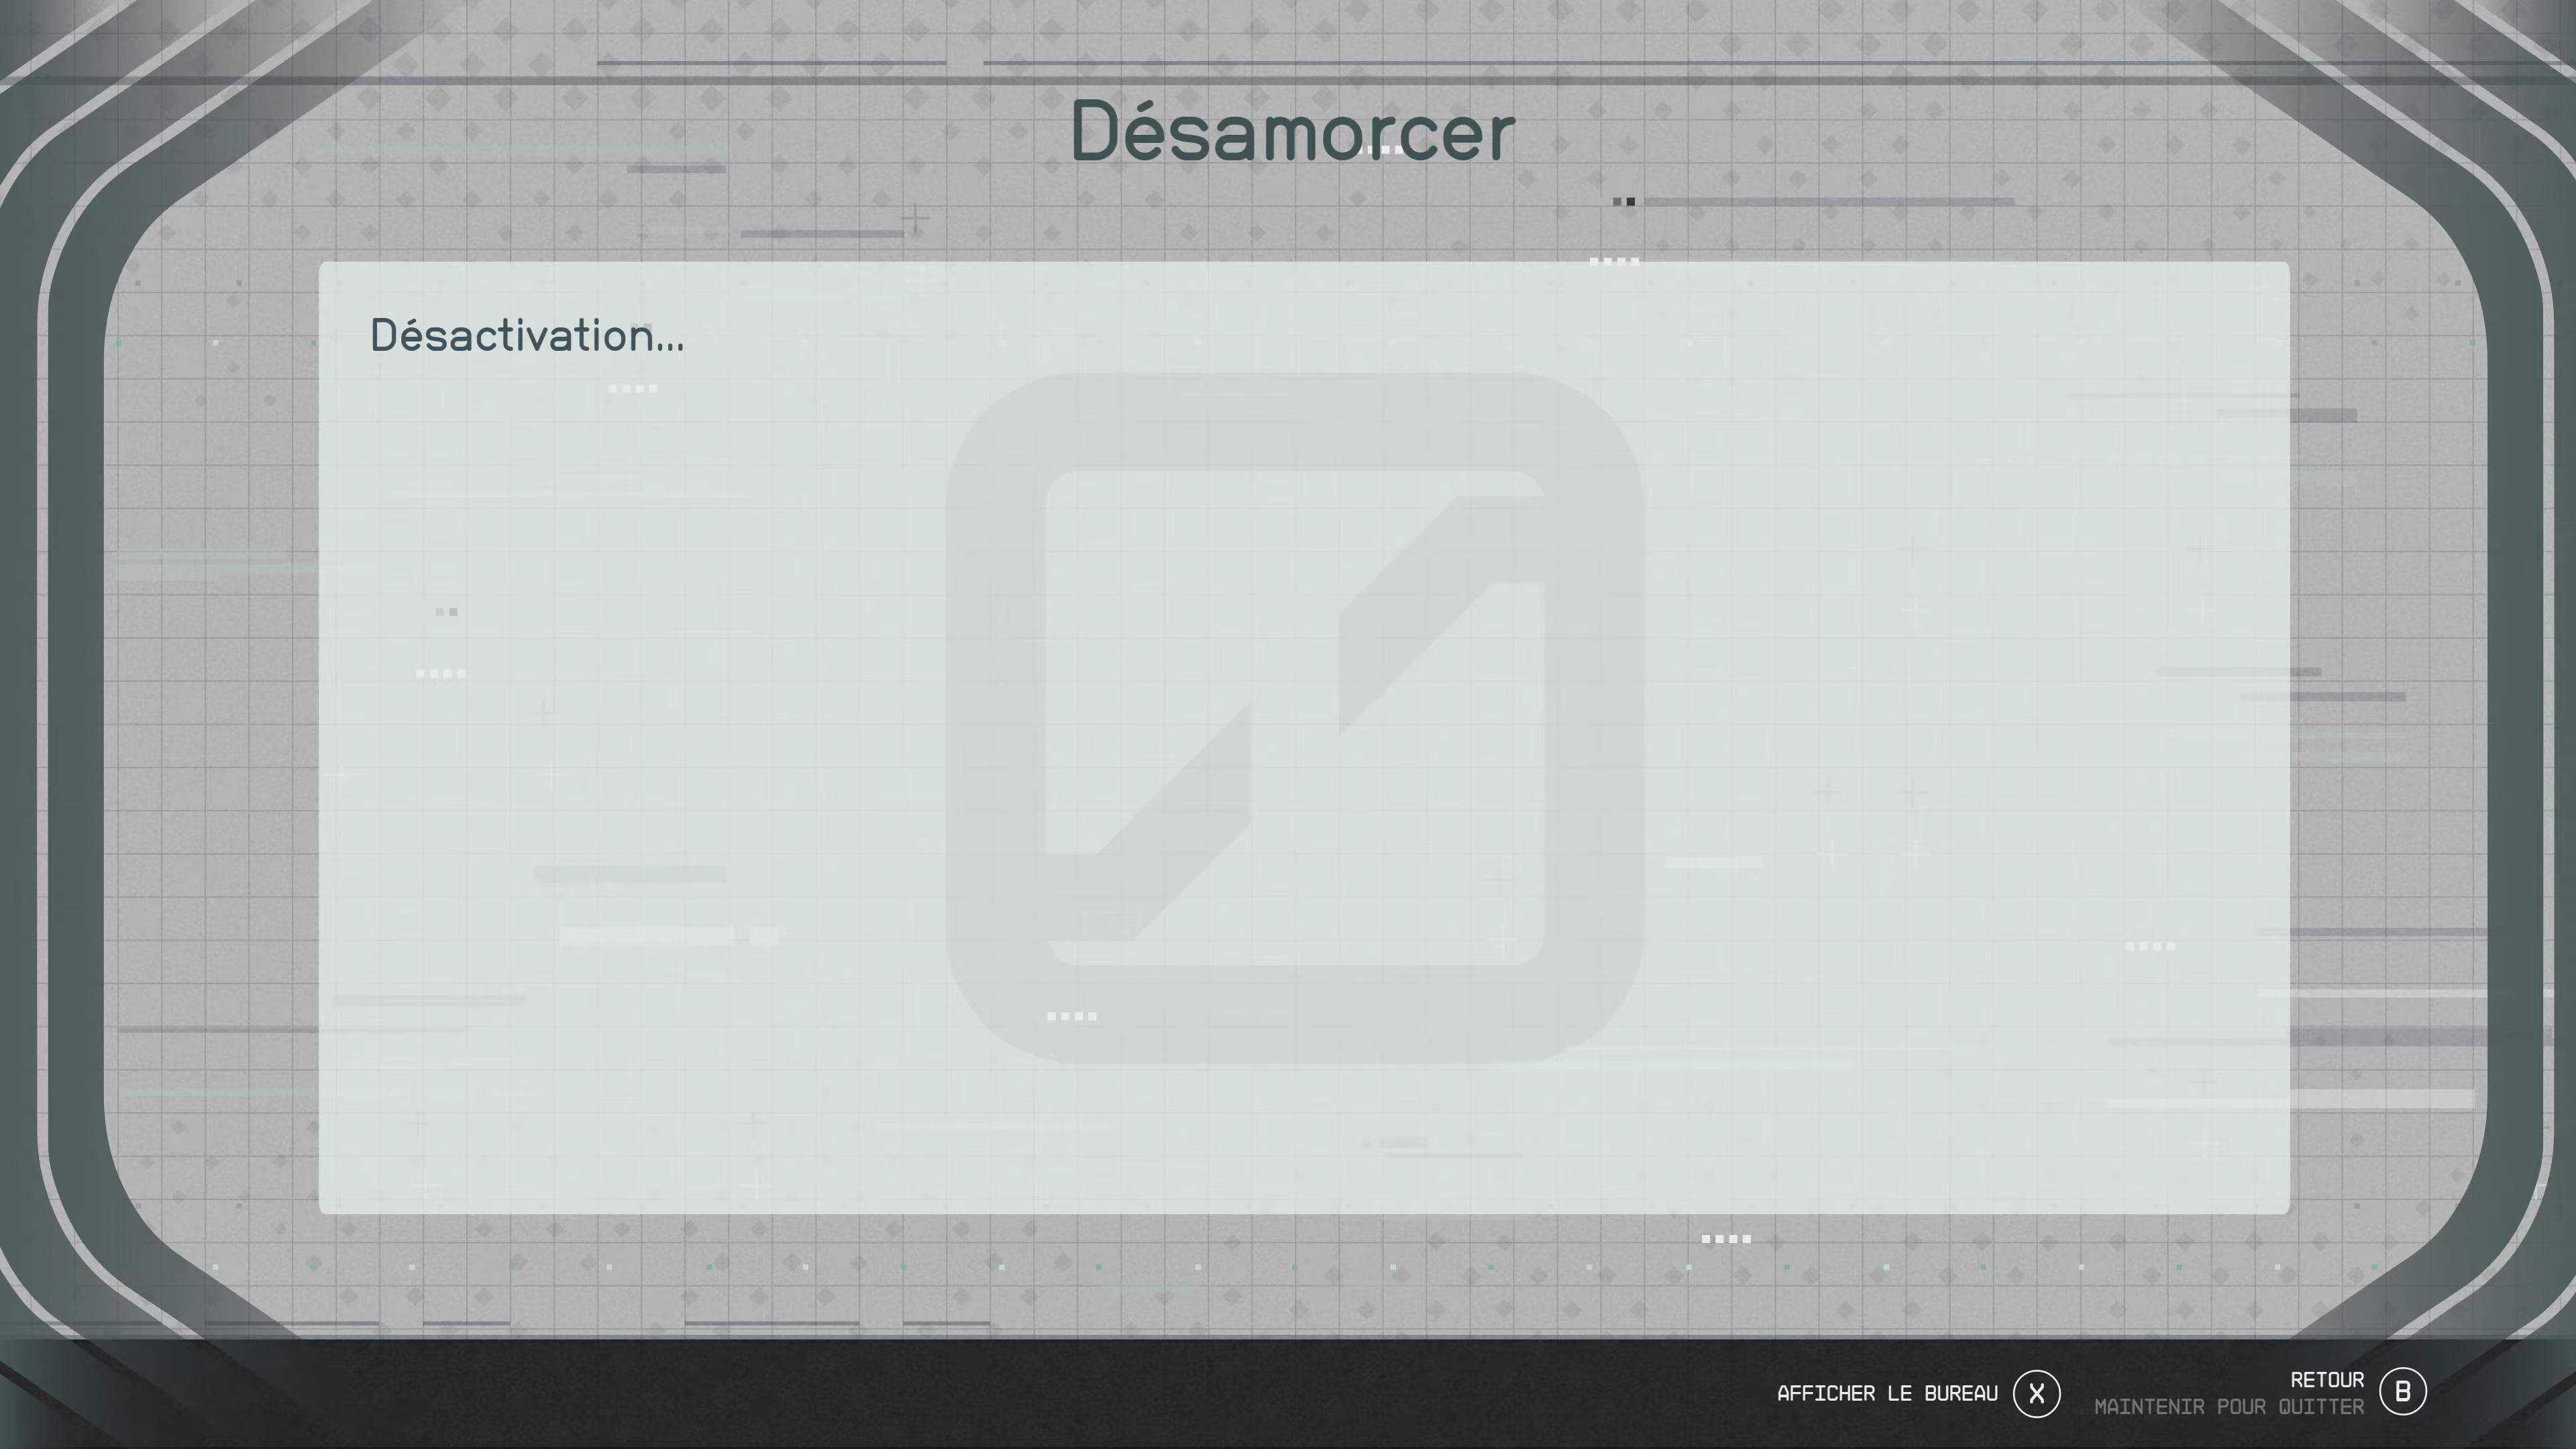 Désamorcer
Désactivation...
AFFICHER LE BUREAU X
RETOUR B
MAINTENIR POUR QUITTER